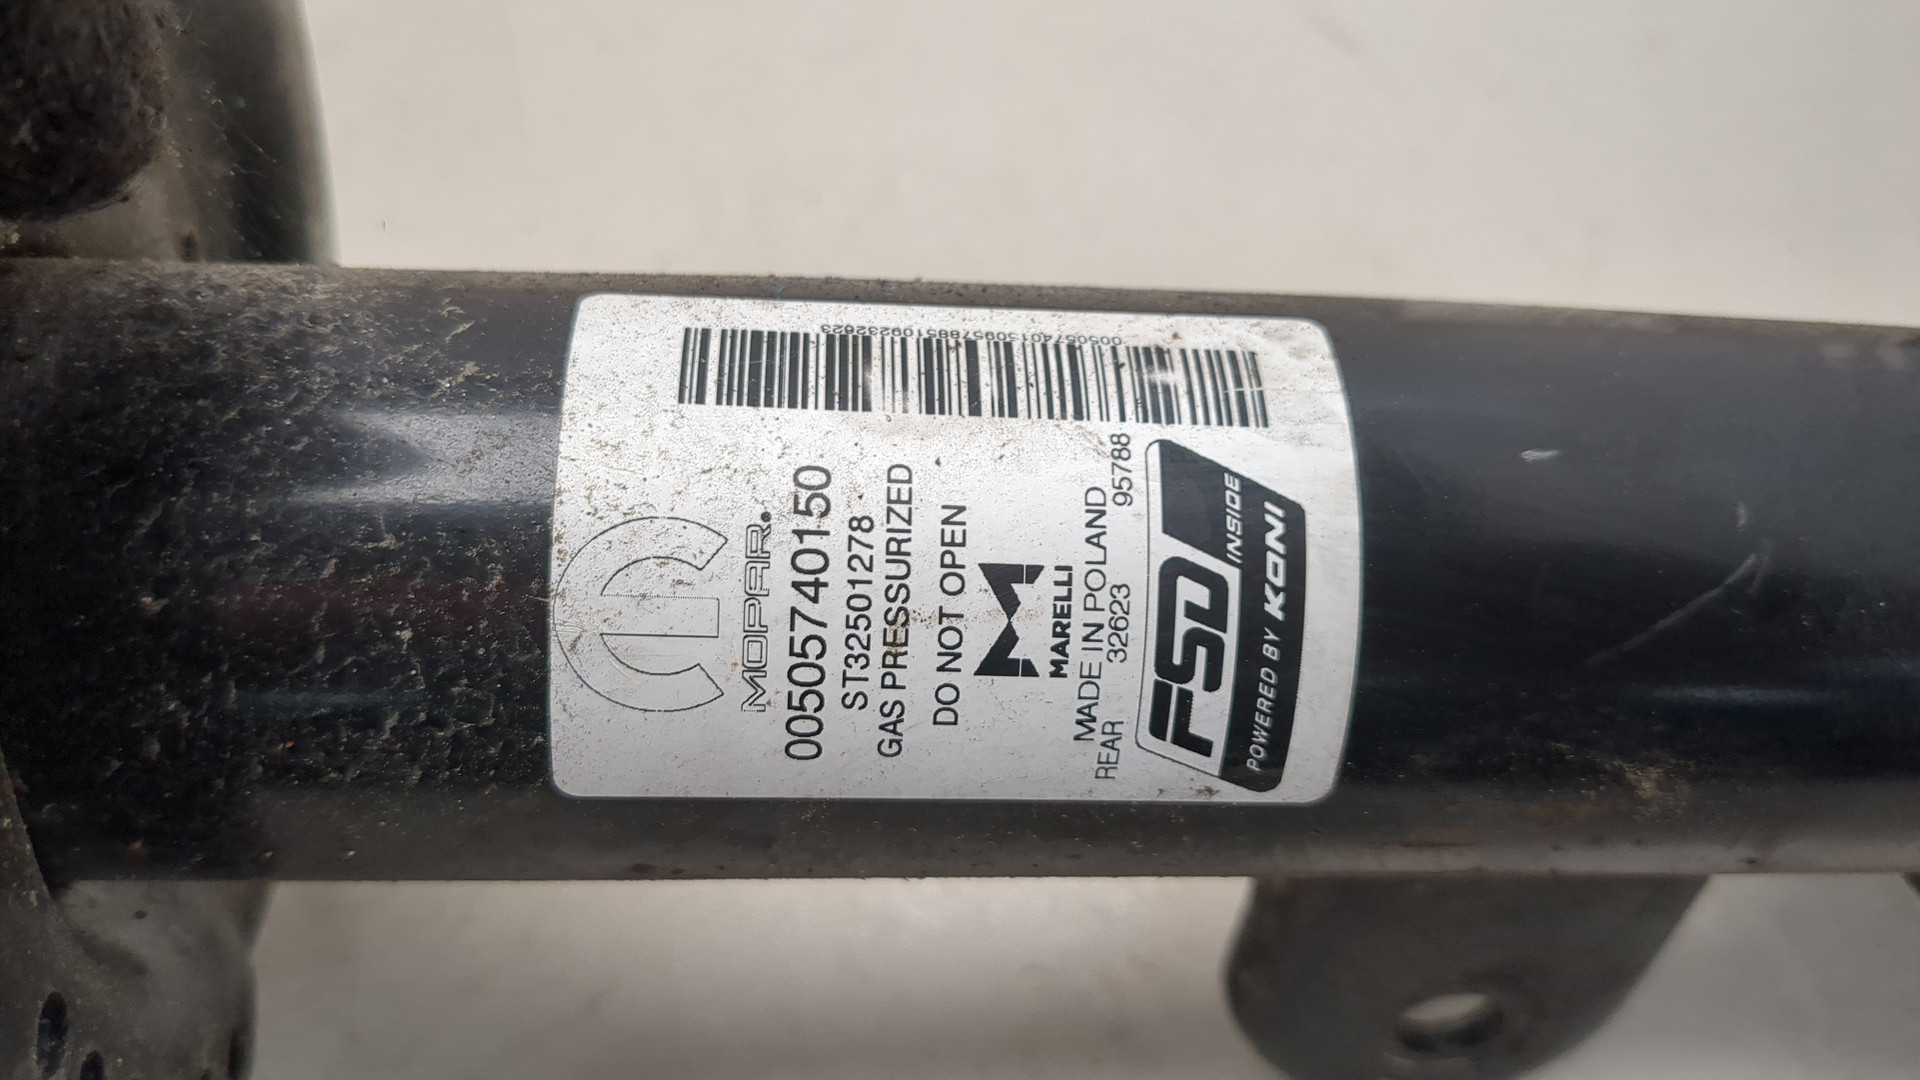 MOPAR
00505740150
ST32501278
GAS PRESSURIZED
DO NOT OPEN
MARELLI
MADE IN POLAND
REAR 32623 95788
FSD INSIDE
POWERED BY KONI